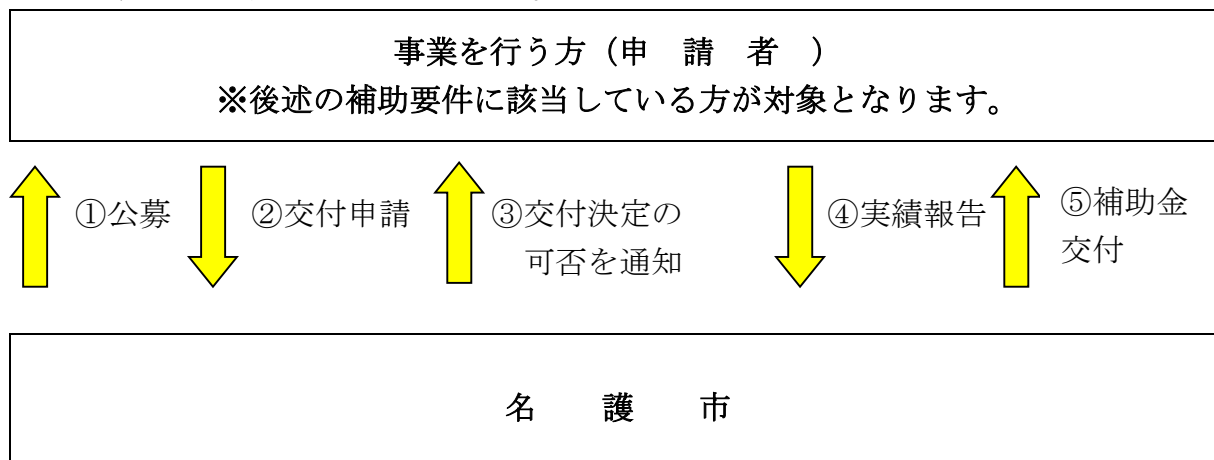 事業を行う方（申　請　者　）
※後述の補助要件に該当している方が対象となります。
①公募
②交付申請
③交付決定の
可否を通知
④実績報告
⑤補助金
交付
名　　護　　市